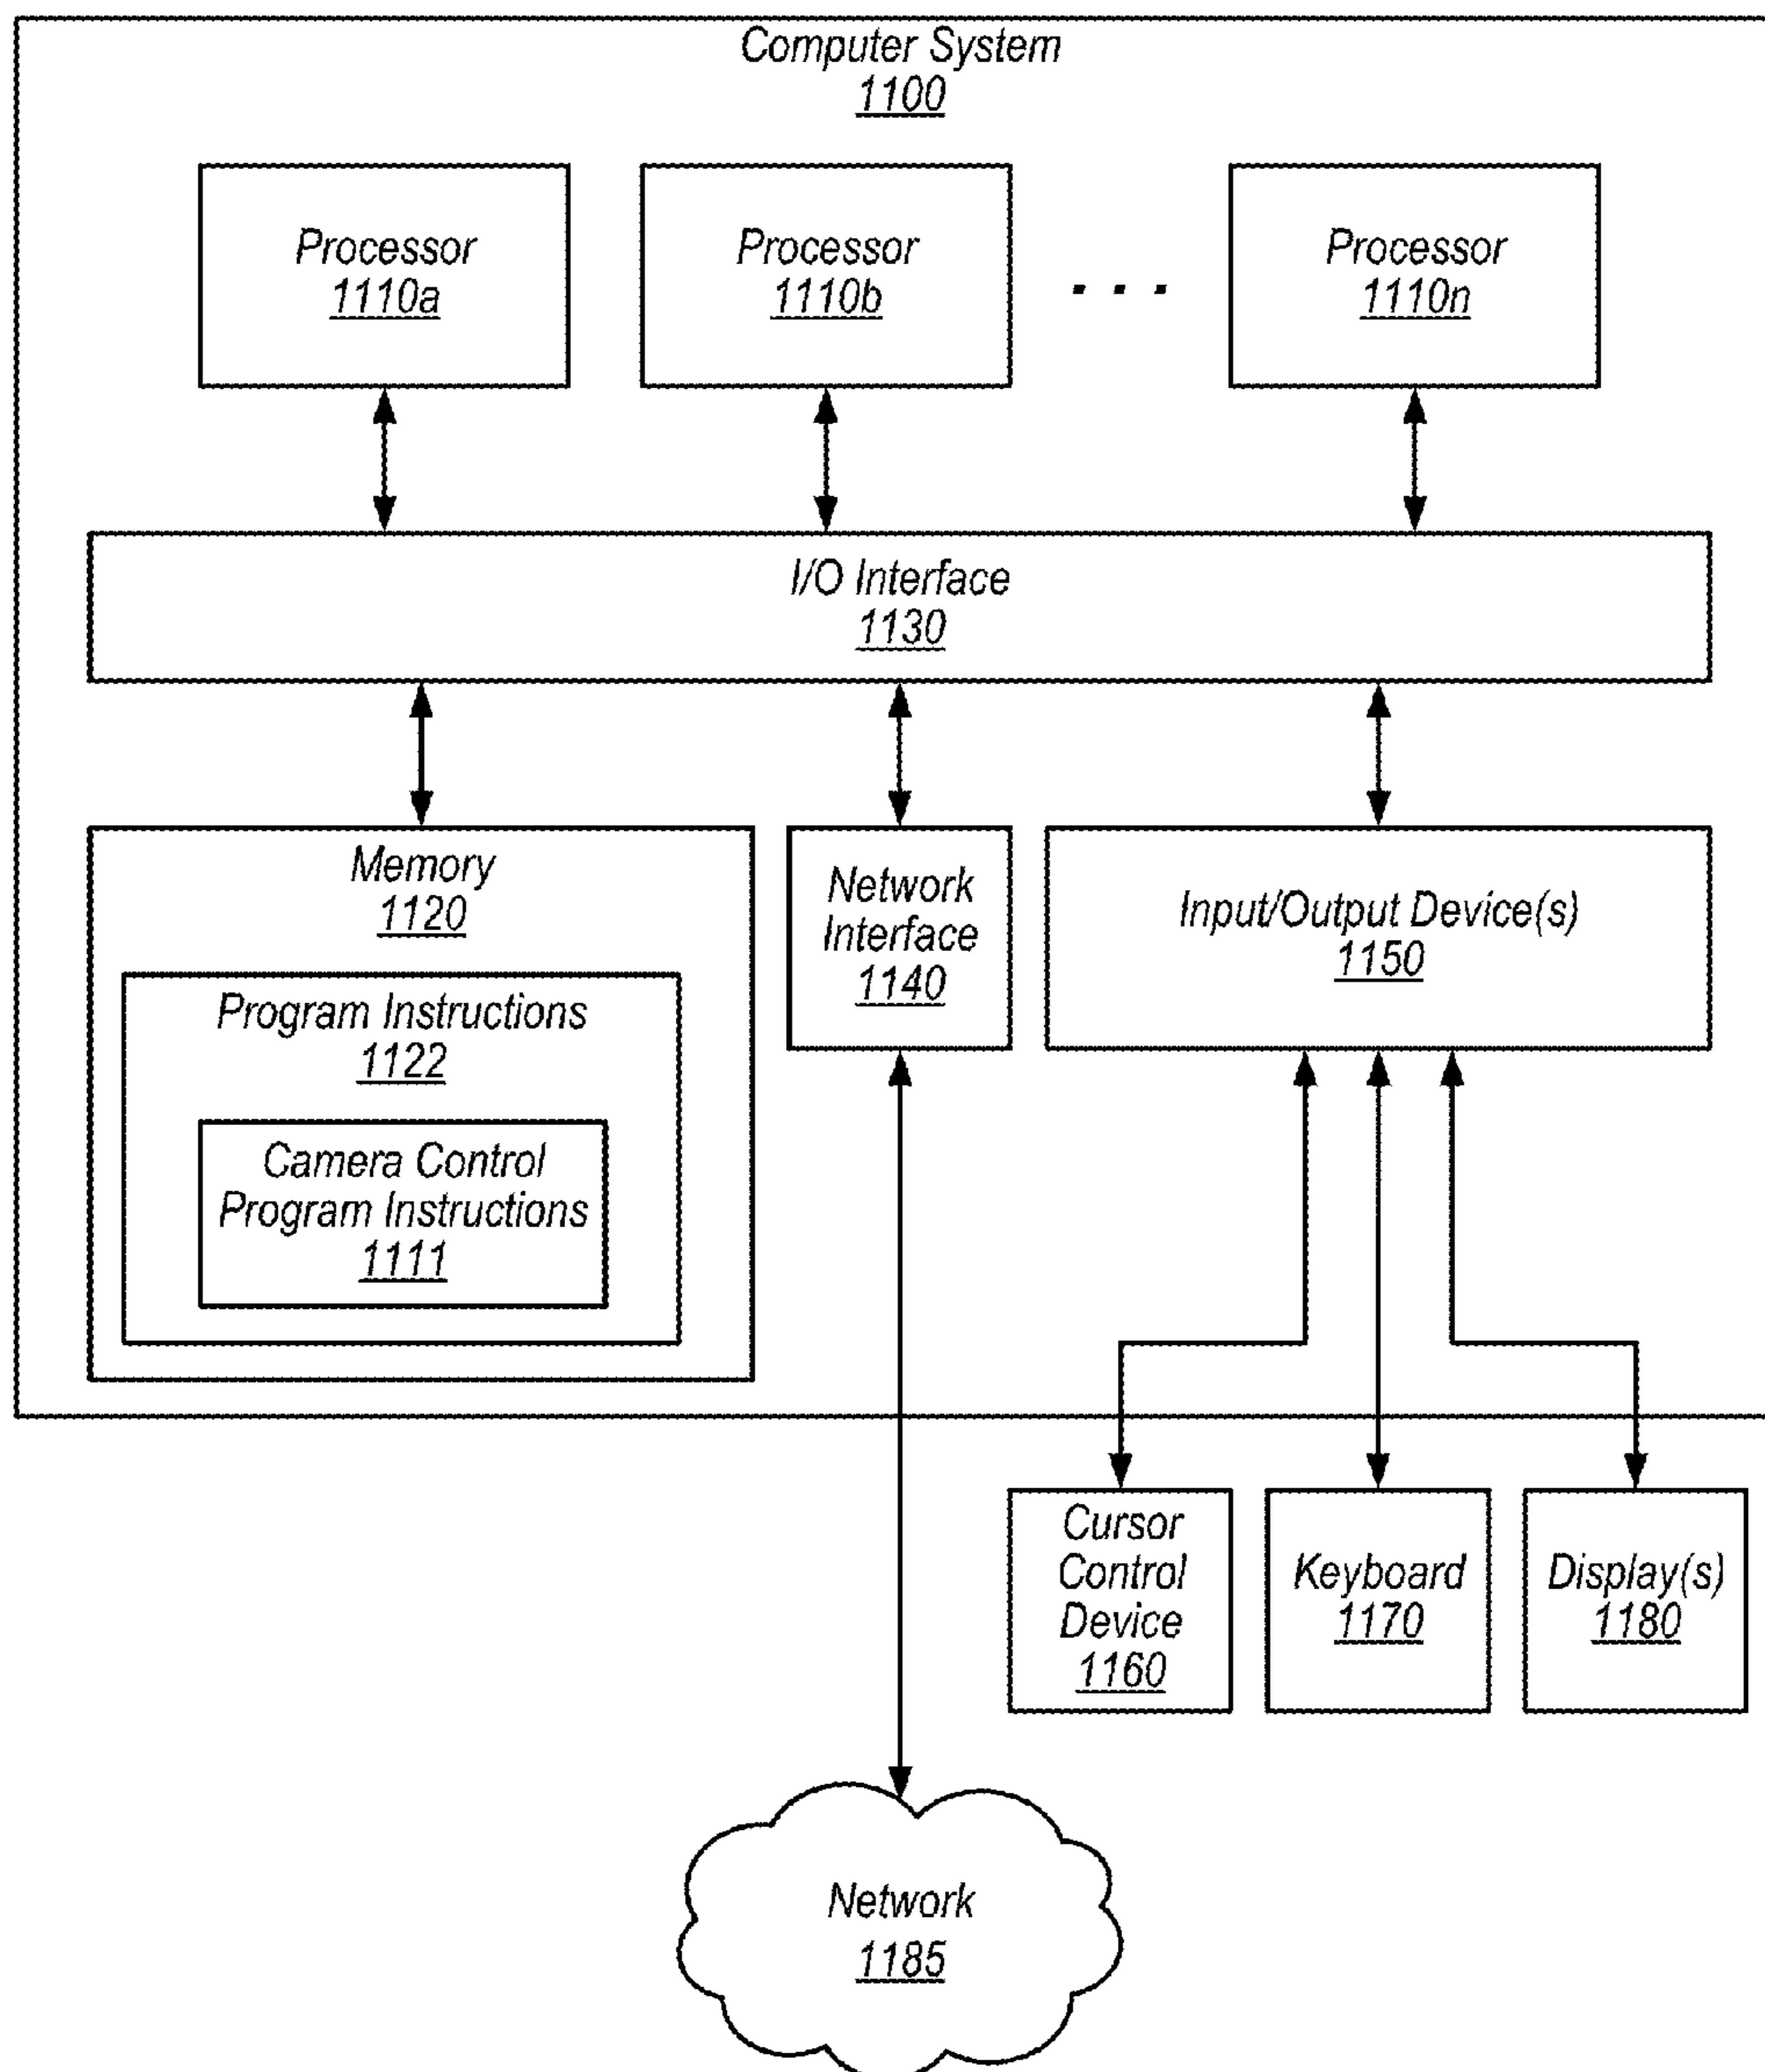 Computer System
1100
Processor
1110a
Processor
1110b
. . .
Processor
1110n
I/O Interface
1130
Memory
1120
Program Instructions
1122
Camera Control
Program Instructions
1111
Network
Interface
1140
Input/Output Device(s)
1150
Cursor
Control
Device
1160
Keyboard
1170
Display(s)
1180
Network
1185